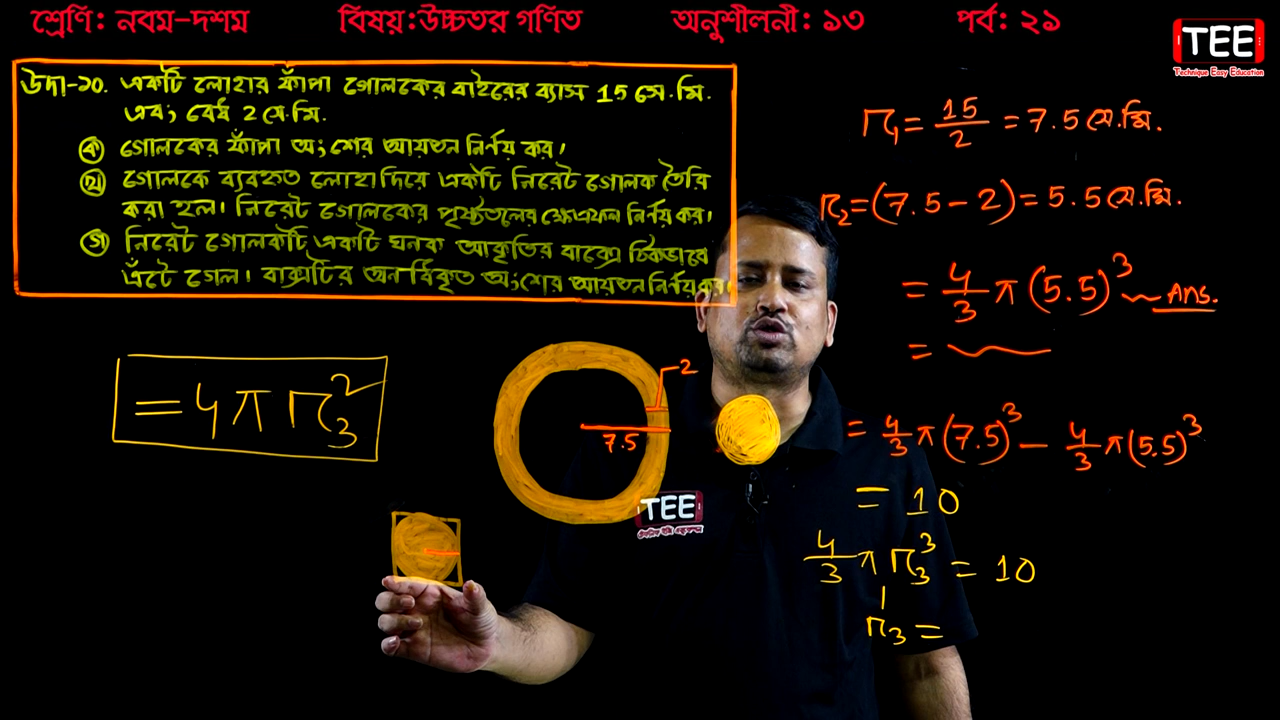 শ্রেণি: নবম-দশম বিষয়:উচ্চতর গণিত অনুশীলনী: ১৩ পর্ব: ২১
TEE
Technique Easy Education
উদা-১০. একটি লোহার ফাঁপা গোলকের বাইরের ব্যাস 15 সে.মি.
এবং বেধ 2 সে.মি.
ক গোলকের ফাঁপা অংশের আয়তন নির্ণয় কর।
খ গোলকে ব্যবহৃত লোহা দিয়ে একটি নিরেট গোলক তৈরি
করা হল। নিরেট গোলকের পৃষ্ঠতলের ক্ষেত্রফল নির্ণয় কর।
গ নিরেট গোলকটি একটি ঘনক আকৃতির বাক্সে ঠিকভাবে
এঁটে গেল। বাক্সটির অনধিকৃত অংশের আয়তন নির্ণয় কর।
r₁ = 15/2 = 7.5 সে.মি.
r₂ = (7.5 - 2) = 5.5 সে.মি.
= 4/3 π (5.5)³ Ans.
=
= 4πr₃²
2
7.5
= 4/3 π (7.5)³ - 4/3 π (5.5)³
= 10
4/3 π r₃³ = 10
r₃ =
TEE